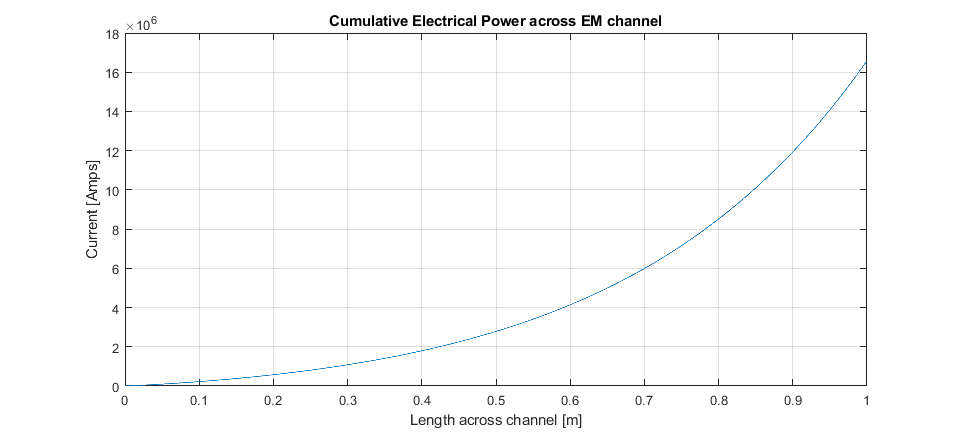 Cumulative Electrical Power across EM channel
×10^6
18
16
14
12
10
8
6
4
2
0
Current [Amps]
0 0.1 0.2 0.3 0.4 0.5 0.6 0.7 0.8 0.9 1
Length across channel [m]